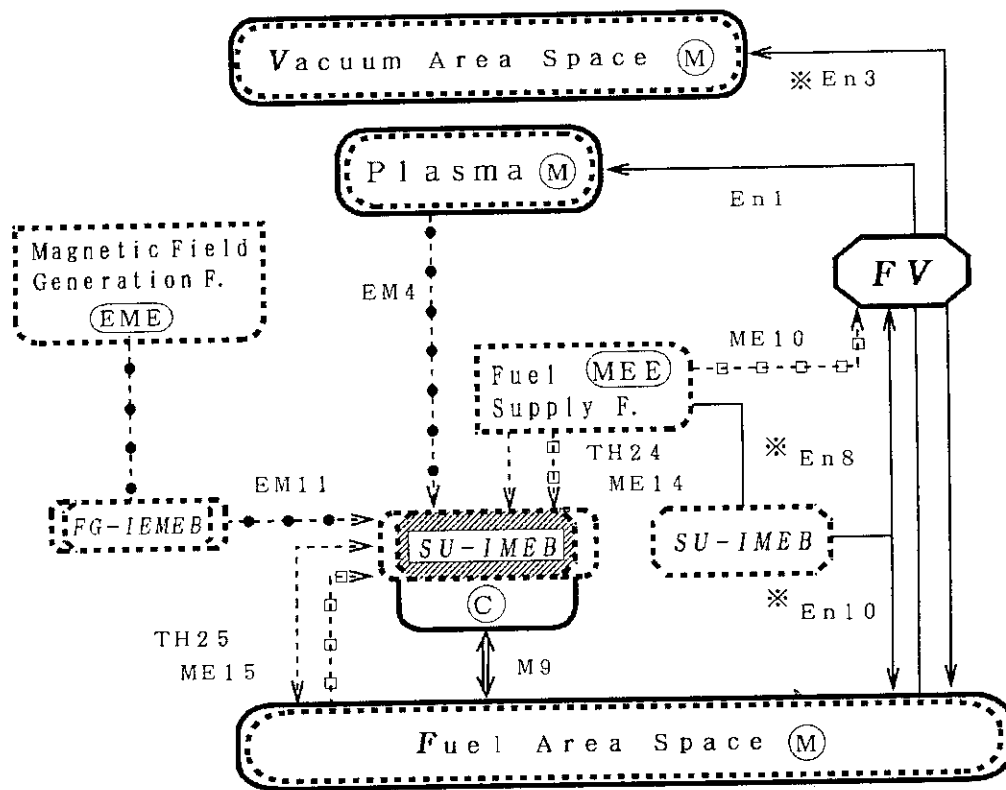 Vacuum Area Space M
※En3
Plasma M
En1
Magnetic Field
Generation F.
EME
EM4
FV
ME10
Fuel MEE
Supply F.
TH24
ME14
※En8
EM11
FG-IEMEB
SU-IMEB
SU-IMEB
C
※En10
TH25
ME15
M9
Fuel Area Space M